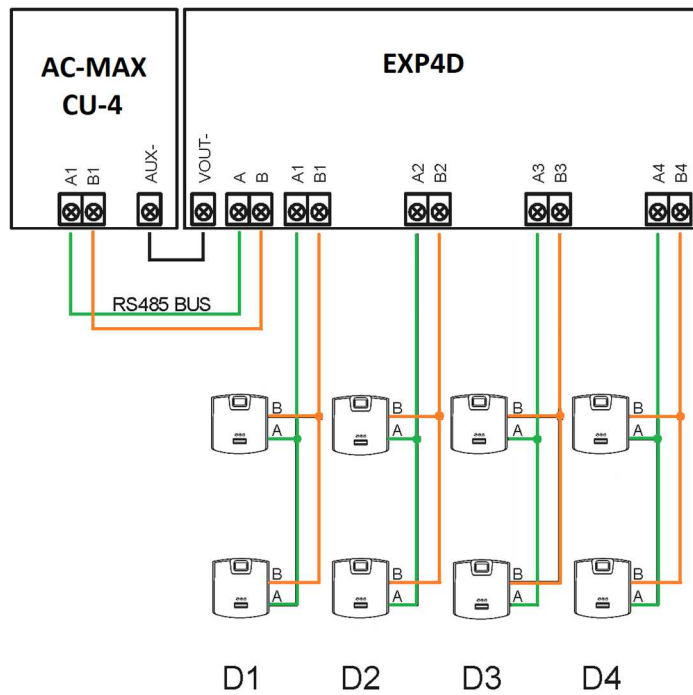 AC-MAX
CU-4
EXP4D
A1
B1
AUX-
VOUT-
A
B
A1
B1
A2
B2
A3
B3
A4
B4
RS485 BUS
B
A
B
A
B
A
B
A
B
A
B
A
B
A
B
A
D1
D2
D3
D4